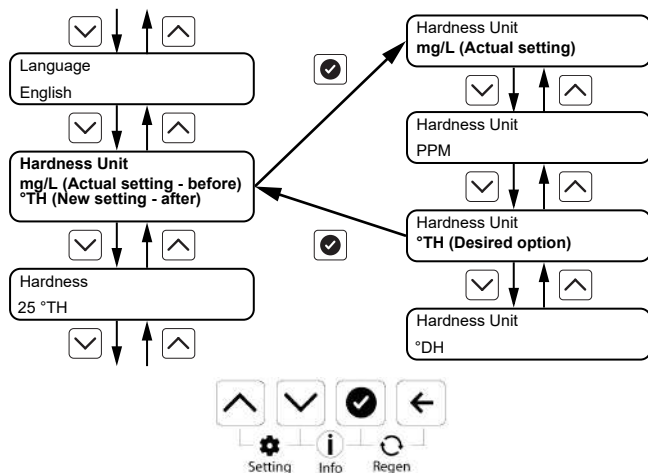 Language
English
Hardness Unit
mg/L (Actual setting - before)
°TH (New setting - after)
Hardness
25 °TH
Hardness Unit
mg/L (Actual setting)
Hardness Unit
PPM
Hardness Unit
°TH (Desired option)
Hardness Unit
°DH
i
Setting
Info
Regen